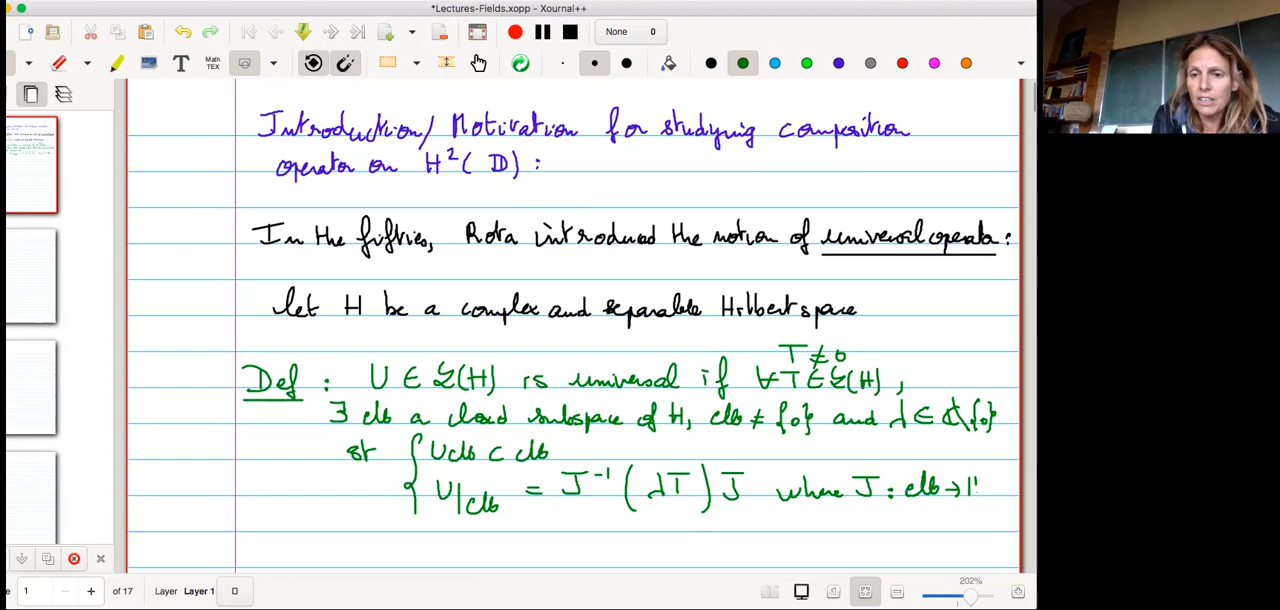 *Lectures-Fields.xopp - Xournal++
None 0
Math
TEX
Introduction/ Motivation for studying composition
operator on H²( 𝔻 ) :
In the fifties, Rota introduced the notion of universal operator :
let H be a complex and separable Hilbert space
T ≠ 0
Def : U ∈ ℒ(H) is universal if ∀ T ∈ ℒ(H) ,
∃ ℳ a closed subspace of H, ℳ ≠ {0} and λ ∈ ℂ\{0}
st { Uℳ ⊂ ℳ
U|ℳ = J⁻¹ ( λT ) J where J : ℳ →
1 of 17 Layer Layer 1
202%